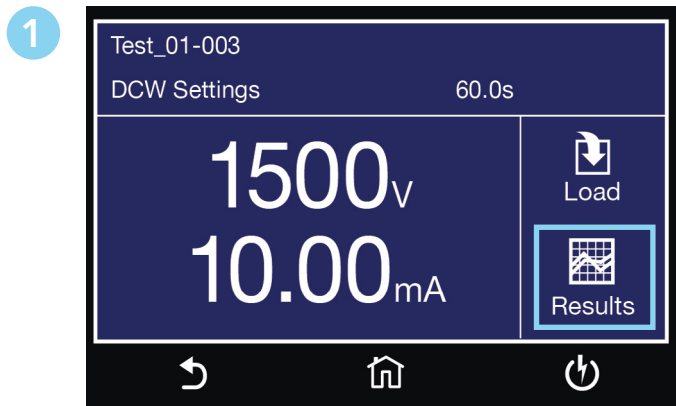 1
Test_01-003
DCW Settings 60.0s
1500V
10.00mA
Load
Results